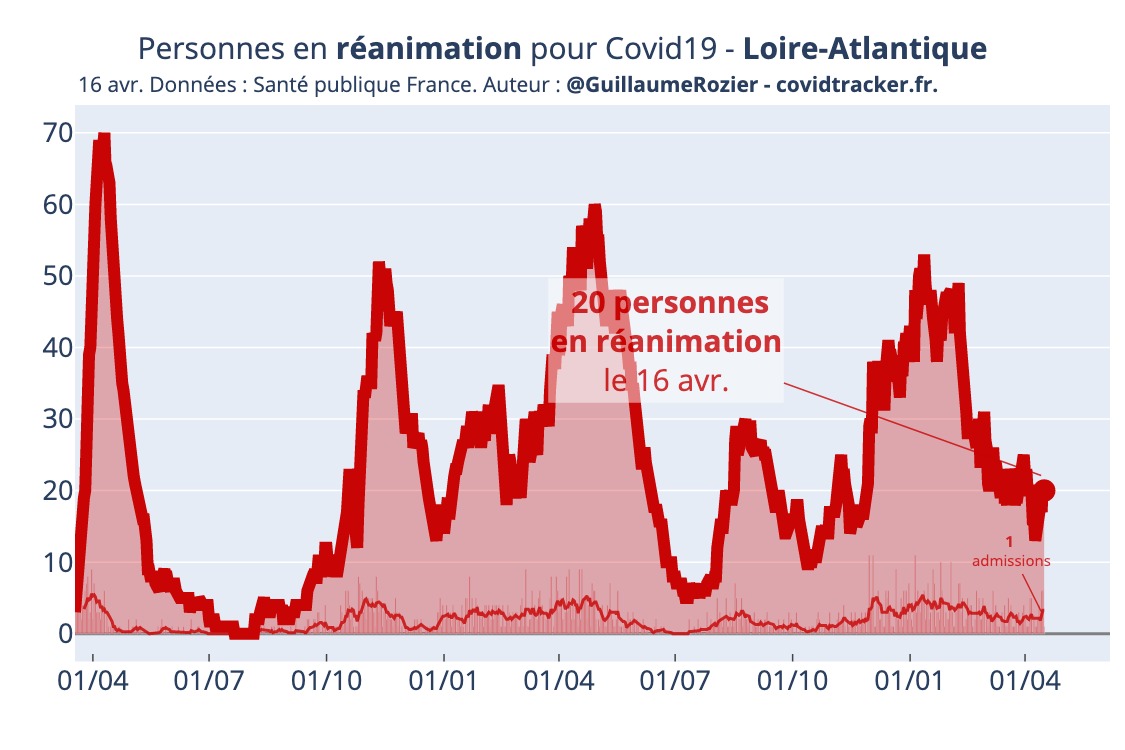 Personnes en réanimation pour Covid19 - Loire-Atlantique
16 avr. Données : Santé publique France. Auteur : @GuillaumeRozier - covidtracker.fr.
70
60
50
40
30
20
10
0
20 personnes
en réanimation
le 16 avr.
1
admissions
01/04 01/07 01/10 01/01 01/04 01/07 01/10 01/01 01/04